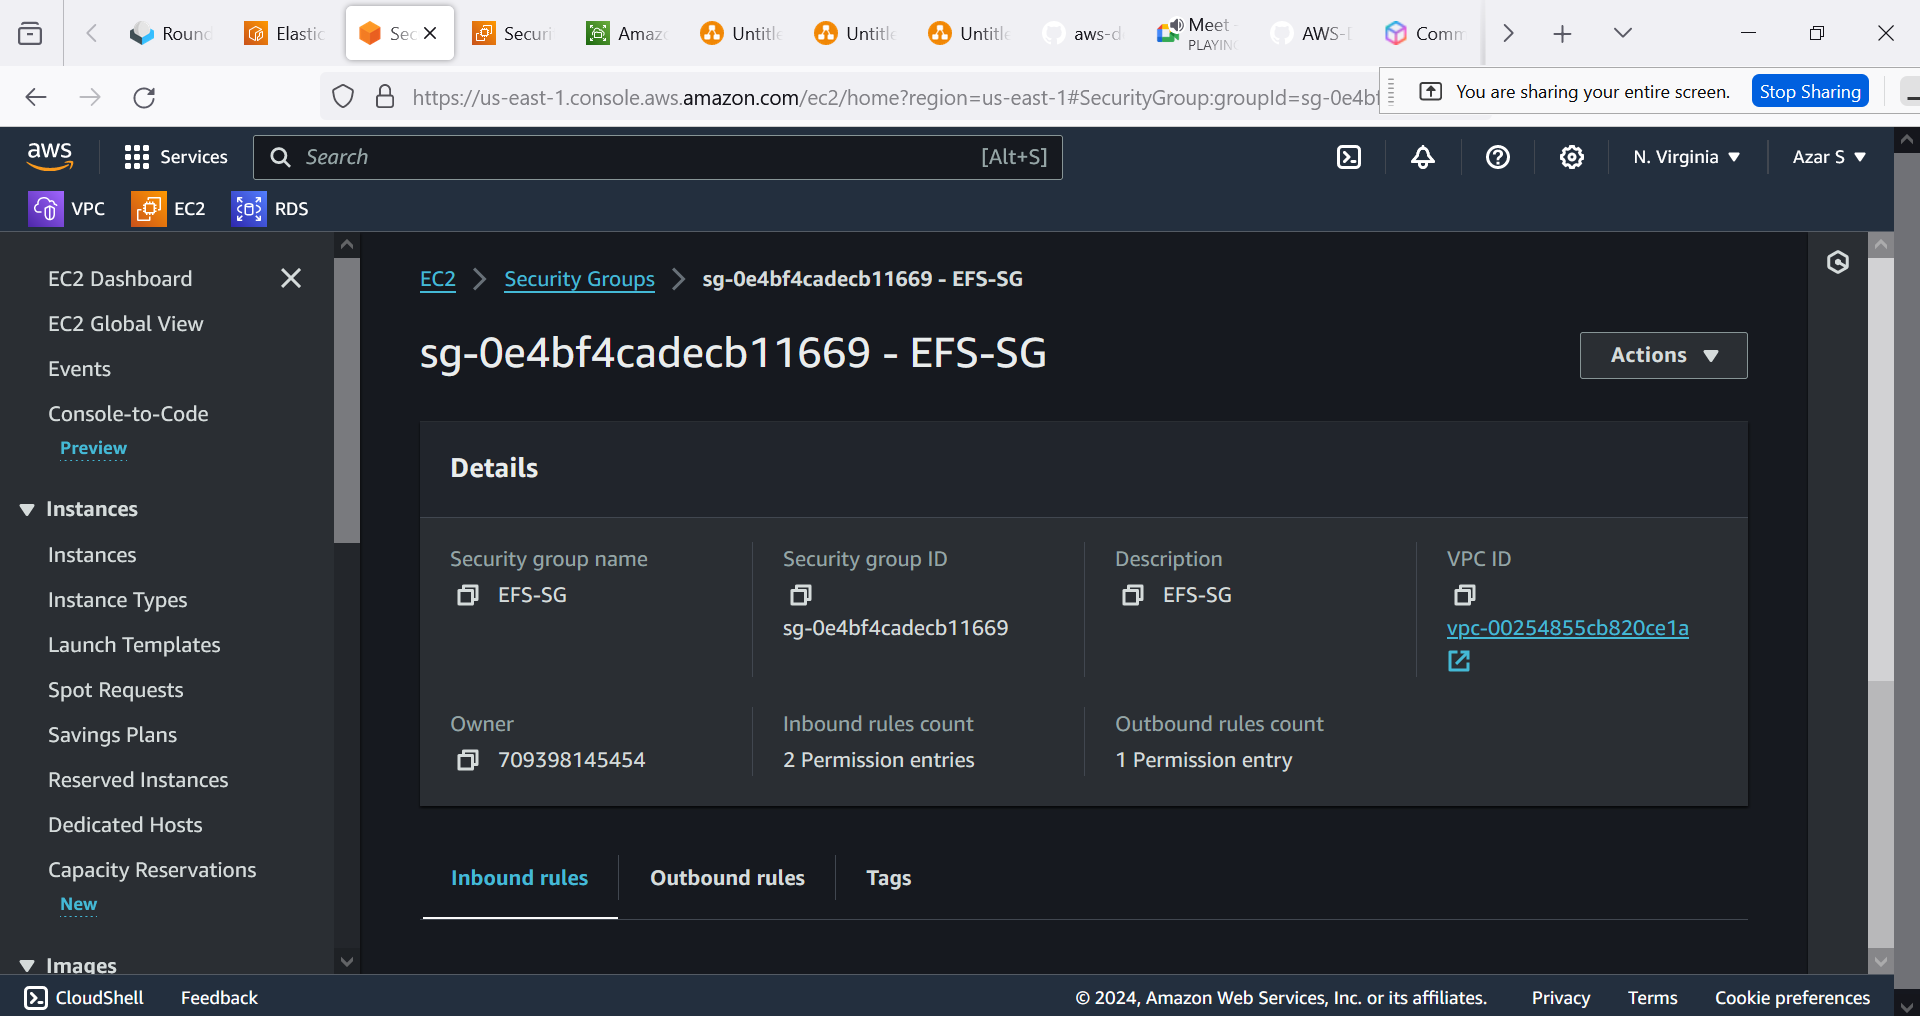 Round
Elastic
Sec
Securi
Amaz
Untitle
Untitle
Untitle
aws-d
Meet -
PLAYING
AWS-D
Comm
https://us-east-1.console.aws.amazon.com/ec2/home?region=us-east-1#SecurityGroup:groupId=sg-0e4bf
You are sharing your entire screen.
Stop Sharing
aws
Services
Search
[Alt+S]
N. Virginia
Azar S
VPC
EC2
RDS
EC2 Dashboard
EC2 Global View
Events
Console-to-Code
Preview
Instances
Instances
Instance Types
Launch Templates
Spot Requests
Savings Plans
Reserved Instances
Dedicated Hosts
Capacity Reservations
New
Images
EC2 > Security Groups > sg-0e4bf4cadecb11669 - EFS-SG
sg-0e4bf4cadecb11669 - EFS-SG
Actions
Details
Security group name
EFS-SG
Security group ID
sg-0e4bf4cadecb11669
Description
EFS-SG
VPC ID
vpc-00254855cb820ce1a
Owner
709398145454
Inbound rules count
2 Permission entries
Outbound rules count
1 Permission entry
Inbound rules
Outbound rules
Tags
CloudShell
Feedback
© 2024, Amazon Web Services, Inc. or its affiliates.
Privacy
Terms
Cookie preferences